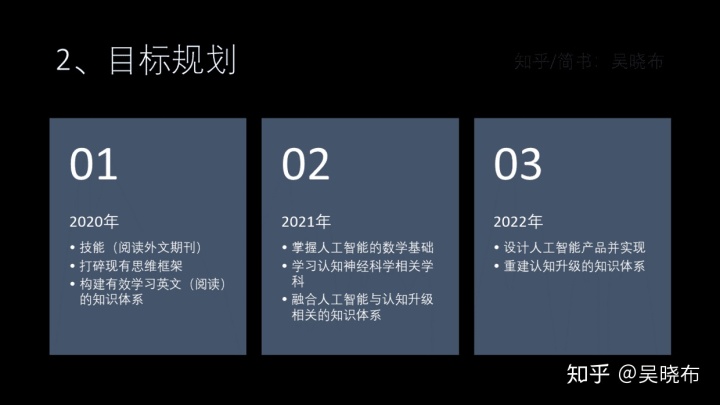 2、目标规划
知乎/简书：吴晓布
01
2020年
• 技能（阅读外文期刊）
• 打碎现有思维框架
• 构建有效学习英文（阅读）
的知识体系
02
2021年
• 掌握人工智能的数学基础
• 学习认知神经科学相关学
科
• 融合人工智能与认知升级
相关的知识体系
03
2022年
• 设计人工智能产品并实现
• 重建认知升级的知识体系
知乎 @吴晓布